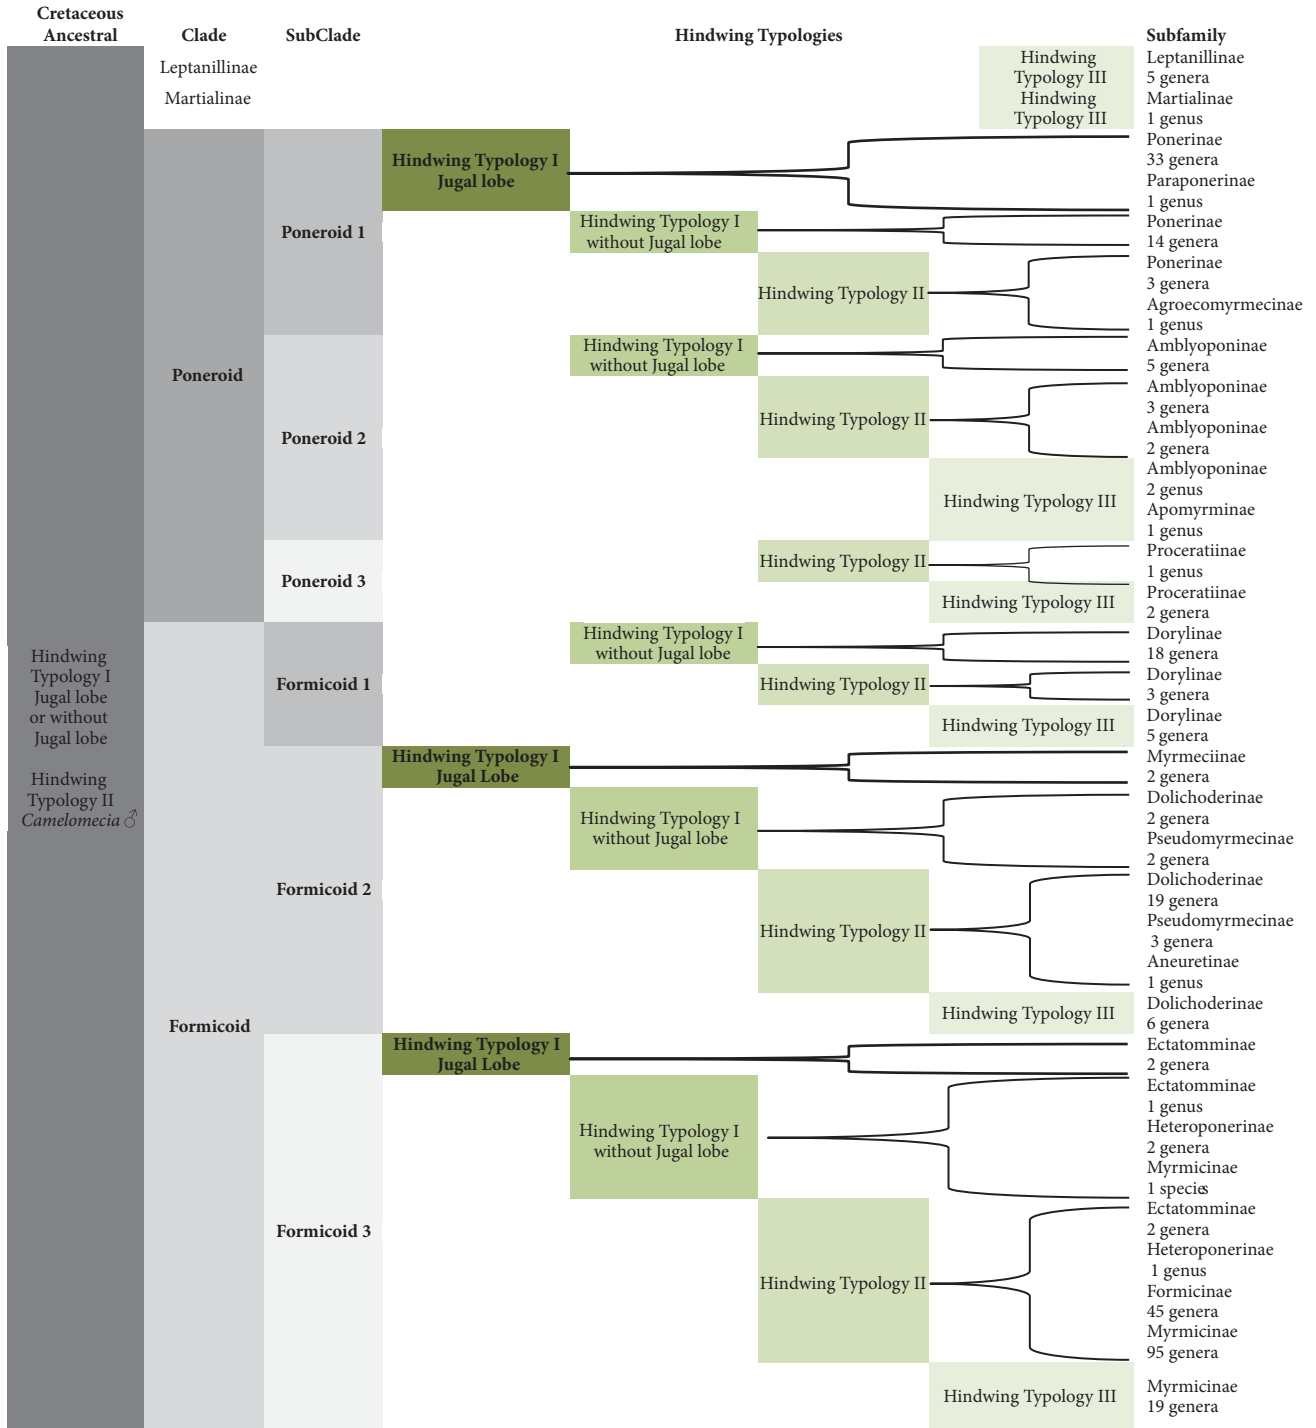 Cretaceous
Ancestral
Clade
SubClade
Hindwing Typologies
Subfamily
Leptanillinae
Martialinae
Hindwing
Typology III
Hindwing
Typology III
Leptanillinae
5 genera
Martialinae
1 genus
Hindwing Typology I
Jugal lobe
Ponerinae
33 genera
Paraponerinae
1 genus
Poneroid 1
Hindwing Typology I
without Jugal lobe
Ponerinae
14 genera
Hindwing Typology II
Ponerinae
3 genera
Agroecomyrmecinae
1 genus
Poneroid
Hindwing Typology I
without Jugal lobe
Amblyoponinae
5 genera
Poneroid 2
Hindwing Typology II
Amblyoponinae
3 genera
Amblyoponinae
2 genera
Hindwing Typology III
Amblyoponinae
2 genus
Apomyrminae
1 genus
Poneroid 3
Hindwing Typology II
Proceratiinae
1 genus
Hindwing Typology III
Proceratiinae
2 genera
Hindwing
Typology I
Jugal lobe
or without
Jugal lobe
Hindwing
Typology II
Camelomecia ♂
Formicoid 1
Hindwing Typology I
without Jugal lobe
Dorylinae
18 genera
Hindwing Typology II
Dorylinae
3 genera
Hindwing Typology III
Dorylinae
5 genera
Hindwing Typology I
Jugal Lobe
Myrmeciinae
2 genera
Formicoid 2
Hindwing Typology I
without Jugal lobe
Dolichoderinae
2 genera
Pseudomyrmecinae
2 genera
Hindwing Typology II
Dolichoderinae
19 genera
Pseudomyrmecinae
3 genera
Aneuretinae
1 genus
Hindwing Typology III
Dolichoderinae
6 genera
Formicoid
Hindwing Typology I
Jugal Lobe
Ectatomminae
2 genera
Formicoid 3
Hindwing Typology I
without Jugal lobe
Ectatomminae
1 genus
Heteroponerinae
2 genera
Myrmicinae
1 species
Hindwing Typology II
Ectatomminae
2 genera
Heteroponerinae
1 genus
Formicinae
45 genera
Myrmicinae
95 genera
Hindwing Typology III
Myrmicinae
19 genera